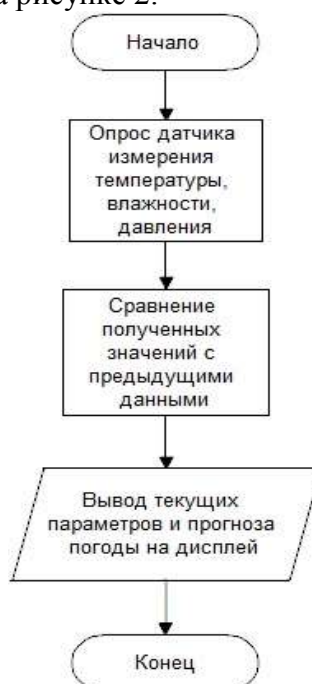 рисунке 2.
Начало
Опрос датчика
измерения
температуры,
влажности,
давления
Сравнение
полученных
значений с
предыдущими
данными
Вывод текущих
параметров и прогноза
погоды на дисплей
Конец